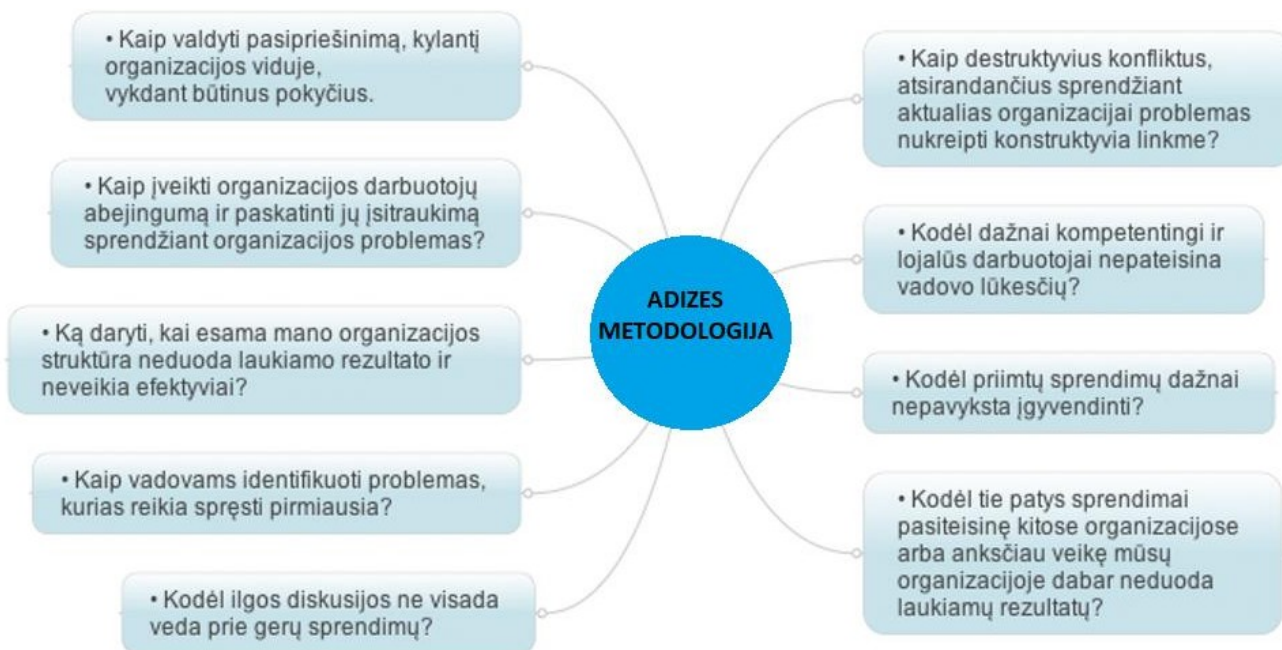 • Kaip valdyti pasipriešinimą, kylantį
organizacijos viduje,
vykdant būtinus pokyčius.
• Kaip įveikti organizacijos darbuotojų
abejingumą ir paskatinti jų įsitraukimą
sprendžiant organizacijos problemas?
• Ką daryti, kai esama mano organizacijos
struktūra neduoda laukiamo rezultato ir
neveikia efektyviai?
• Kaip vadovams identifikuoti problemas,
kurias reikia spręsti pirmiausia?
• Kodėl ilgos diskusijos ne visada
veda prie gerų sprendimų?
ADIZES
METODOLOGIJA
• Kaip destruktyvius konfliktus,
atsirandančius sprendžiant
aktualias organizacijai problemas
nukreipti konstruktyvia linkme?
• Kodėl dažnai kompetentingi ir
lojalūs darbuotojai nepateisina
vadovo lūkesčių?
• Kodėl priimtų sprendimų dažnai
nepavyksta įgyvendinti?
• Kodėl tie patys sprendimai
pasiteisinę kitose organizacijose
arba anksčiau veikę mūsų
organizacijoje dabar neduoda
laukiamų rezultatų?